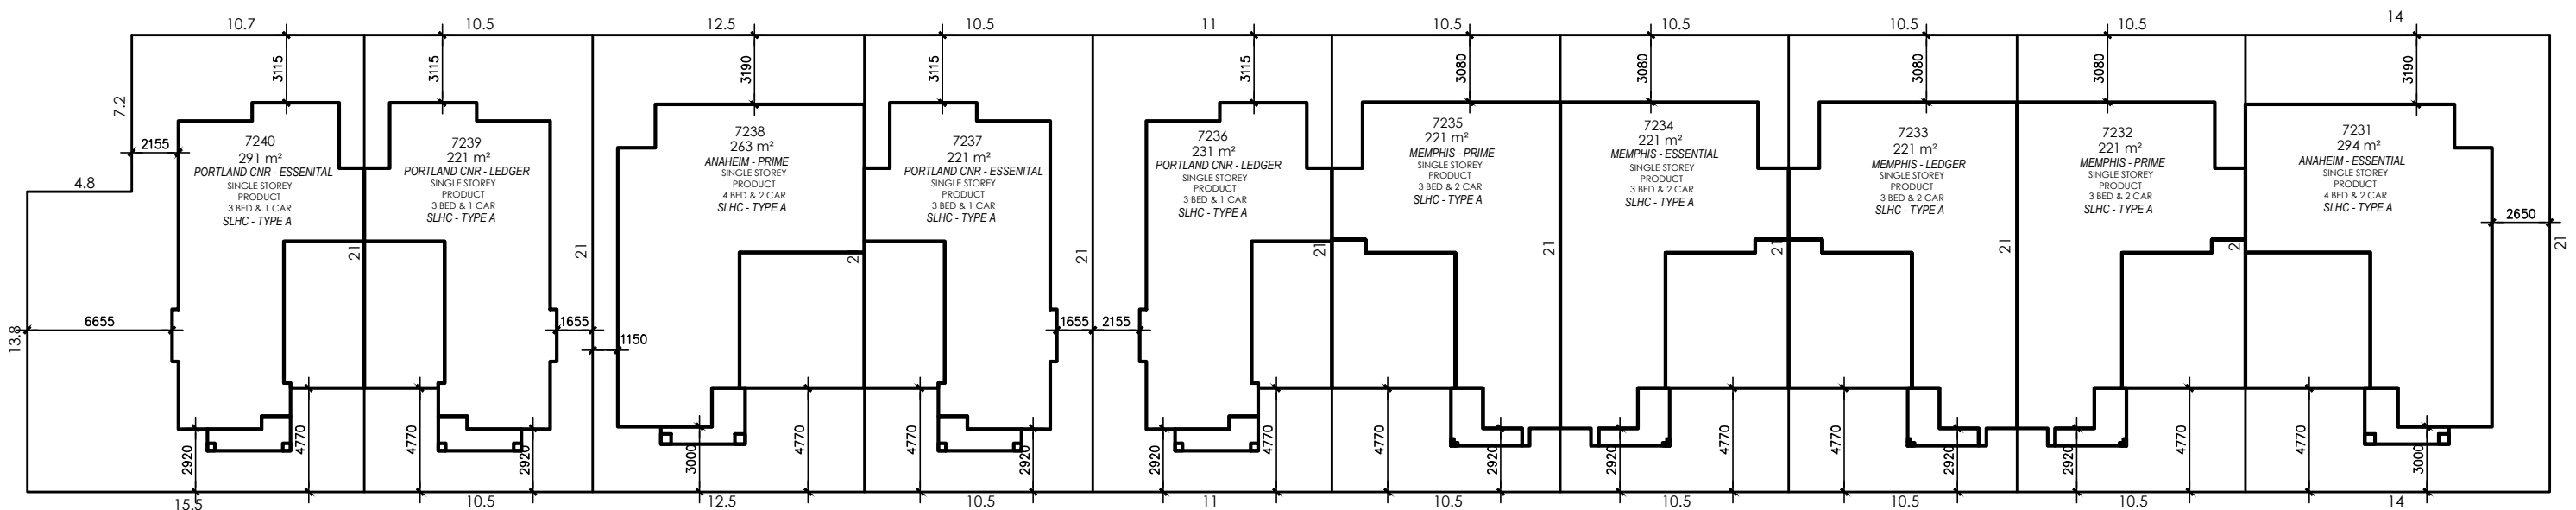 10.7
10.5
12.5
10.5
11
10.5
10.5
10.5
10.5
14
3115
3115
3190
3115
3115
3080
3080
3080
3080
3190
7.2
2155
4.8
7240
291 m²
PORTLAND CNR - ESSENITAL
SINGLE STOREY
PRODUCT
3 BED & 1 CAR
SLHC - TYPE A
7239
221 m²
PORTLAND CNR - LEDGER
SINGLE STOREY
PRODUCT
3 BED & 1 CAR
SLHC - TYPE A
7238
263 m²
ANAHEIM - PRIME
SINGLE STOREY
PRODUCT
4 BED & 2 CAR
SLHC - TYPE A
7237
221 m²
PORTLAND CNR - ESSENITAL
SINGLE STOREY
PRODUCT
3 BED & 1 CAR
SLHC - TYPE A
7236
231 m²
PORTLAND CNR - LEDGER
SINGLE STOREY
PRODUCT
3 BED & 1 CAR
SLHC - TYPE A
7235
221 m²
MEMPHIS - PRIME
SINGLE STOREY
PRODUCT
3 BED & 2 CAR
SLHC - TYPE A
7234
221 m²
MEMPHIS - ESSENTIAL
SINGLE STOREY
PRODUCT
3 BED & 2 CAR
SLHC - TYPE A
7233
221 m²
MEMPHIS - LEDGER
SINGLE STOREY
PRODUCT
3 BED & 2 CAR
SLHC - TYPE A
7232
221 m²
MEMPHIS - PRIME
SINGLE STOREY
PRODUCT
3 BED & 2 CAR
SLHC - TYPE A
7231
294 m²
ANAHEIM - ESSENTIAL
SINGLE STOREY
PRODUCT
4 BED & 2 CAR
SLHC - TYPE A
2650
21
21
21
21
21
21
21
13.8
6655
1655
1150
1655
2155
2920
4770
4770
2920
3000
4770
4770
2920
2920
4770
4770
2920
2920
4770
4770
2920
2920
4770
4770
3000
15.5
10.5
12.5
10.5
11
10.5
10.5
10.5
10.5
14